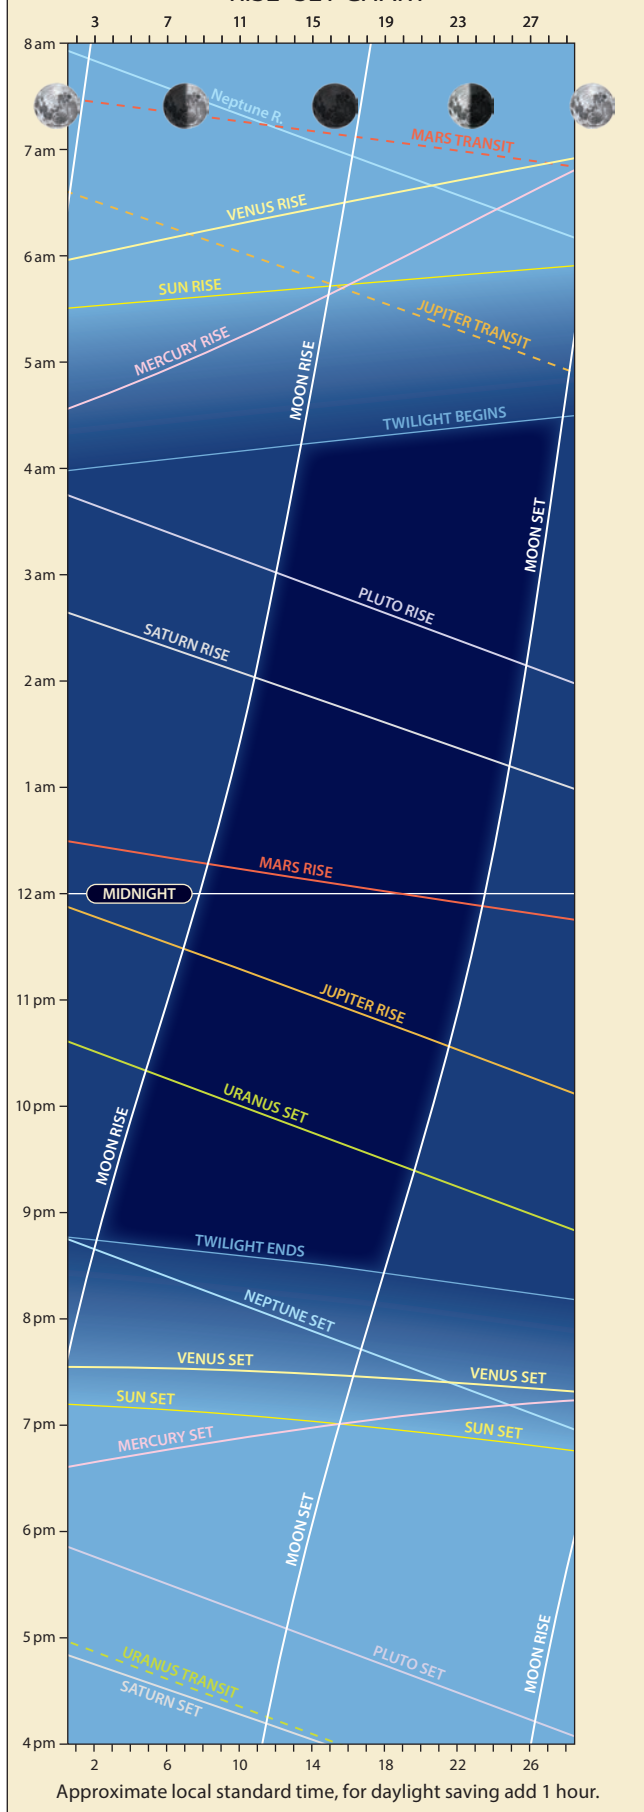 RISE-SET CHART
3 7 11 15 19 23 27
8 am
Neptune R.
MARS TRANSIT
7 am
VENUS RISE
6 am
SUN RISE
JUPITER TRANSIT
MERCURY RISE
5 am
MOON RISE
TWILIGHT BEGINS
4 am
MOON SET
3 am
PLUTO RISE
SATURN RISE
2 am
1 am
MARS RISE
12 am
MIDNIGHT
11 pm
JUPITER RISE
URANUS SET
10 pm
MOON RISE
9 pm
TWILIGHT ENDS
NEPTUNE SET
8 pm
VENUS SET
VENUS SET
SUN SET
7 pm
SUN SET
MERCURY SET
MOON SET
6 pm
5 pm
MOON RISE
PLUTO SET
URANUS TRANSIT
SATURN SET
4 pm
2 6 10 14 18 22 26
Approximate local standard time, for daylight saving add 1 hour.